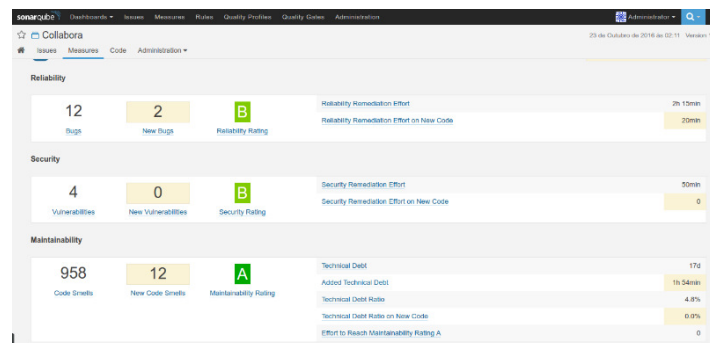 sonarqube Dashboards Issues Measures Rules Quality Profiles Quality Gates Administration Administrator
Collabora 23 de Outubro de 2016 às 02:11 Version
Issues Measures Code Administration
Reliability
12 2 B
Bugs New Bugs Reliability Rating
Reliability Remediation Effort 2h 15min
Reliability Remediation Effort on New Code 20min
Security
4 0 B
Vulnerabilities New Vulnerabilities Security Rating
Security Remediation Effort 50min
Security Remediation Effort on New Code 0
Maintainability
958 12 A
Code Smells New Code Smells Maintainability Rating
Technical Debt 17d
Added Technical Debt 1h 54min
Technical Debt Ratio 4.8%
Technical Debt Ratio on New Code 0.0%
Effort to Reach Maintainability Rating A 0